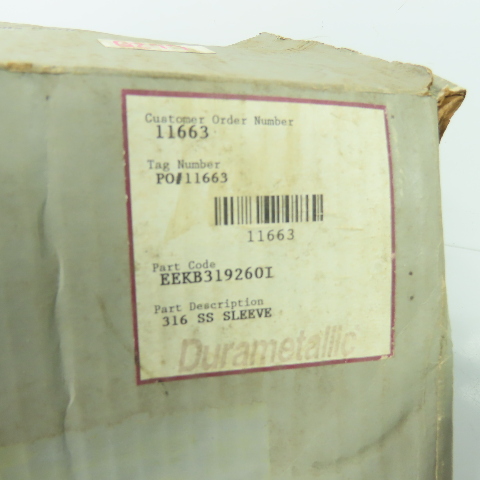 Customer Order Number
11663
Tag Number
PO#11663
11663
Part Code
EEKB319260I
Part Description
316 SS SLEEVE
Durametallic